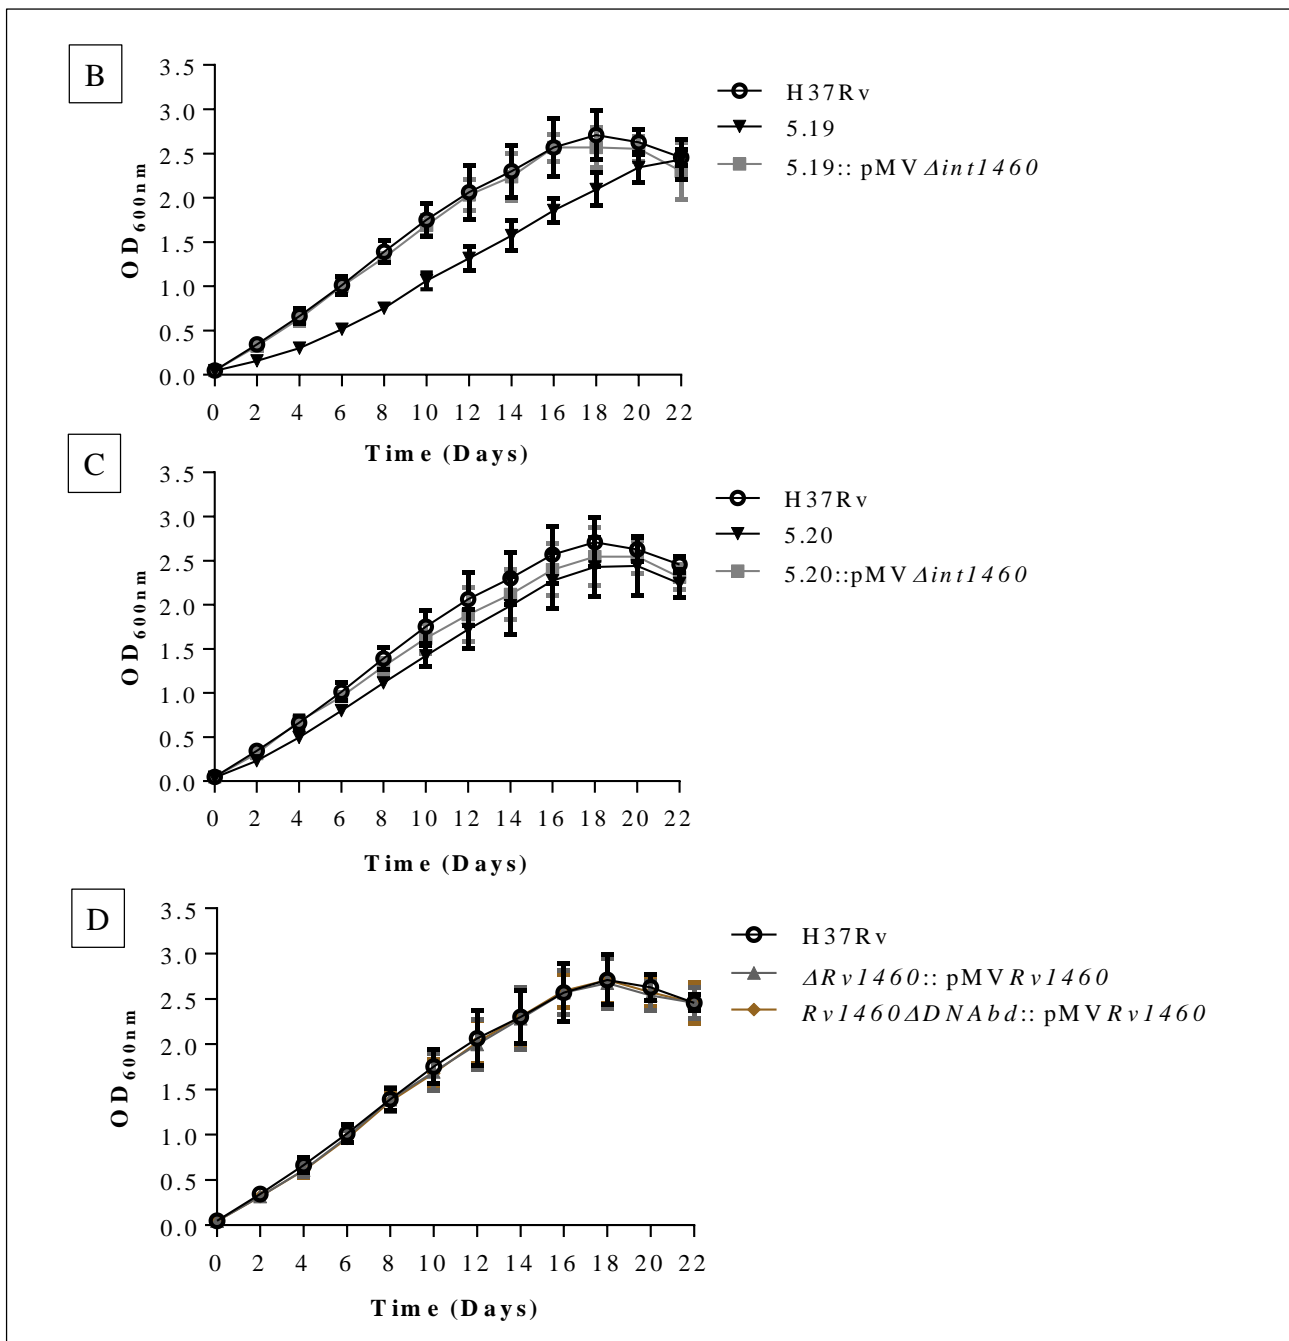 B
3.5
3.0
2.5
2.0
1.5
1.0
0.5
0.0
OD600nm
0 2 4 6 8 10 12 14 16 18 20 22
Time (Days)
H37Rv
5.19
5.19:: pMVΔint1460
C
3.5
3.0
2.5
2.0
1.5
1.0
0.5
0.0
OD600nm
0 2 4 6 8 10 12 14 16 18 20 22
Time (Days)
H37Rv
5.20
5.20::pMVΔint1460
D
3.5
3.0
2.5
2.0
1.5
1.0
0.5
0.0
OD600nm
0 2 4 6 8 10 12 14 16 18 20 22
Time (Days)
H37Rv
ΔRv1460:: pMVRv1460
Rv1460ΔDNAbd:: pMVRv1460